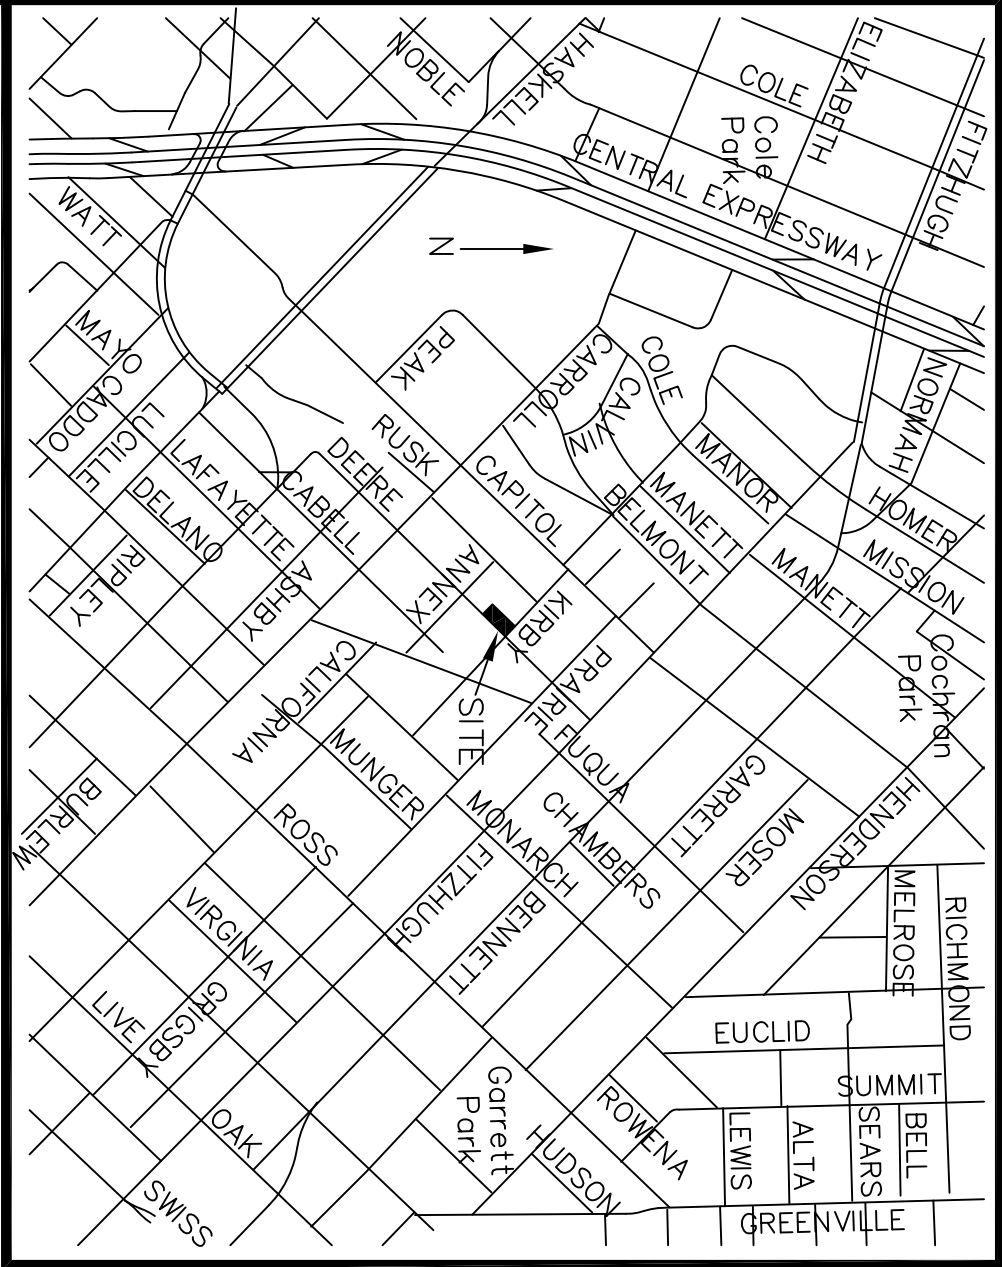 NOBLE
HASKELL
COLE
ELIZABETH
FITZHUGH
Cole
Park
CENTRAL EXPRESSWAY
WATT
N
MAYO
CADDO
LUCILLE
PEAK
CARROLL
CALVIN
COLE
NORMAH
RUSK
DEERE
LAFAYETTE
CABELL
DELANO
CAPITOL
MANOR
MANETT
BELMONT
HOMER
MISSION
MANETT
RIPLEY
ASHBY
ANNEX
KIRBY
Cochran
Park
CALIFORNIA
SITE
PRAIRIE
FUQUA
MUNGER
GARRETT
HENDERSON
BURLEW
ROSS
MONARCH
CHAMBERS
MOSER
FITZHUGH
BENNETT
MELROSE
RICHMOND
VIRGINIA
GRIGSBY
LIVE
OAK
EUCLID
SUMMIT
Garrett
Park
ROWENA
HUDSON
LEWIS
ALTA
SEARS
BELL
SWISS
GREENVILLE